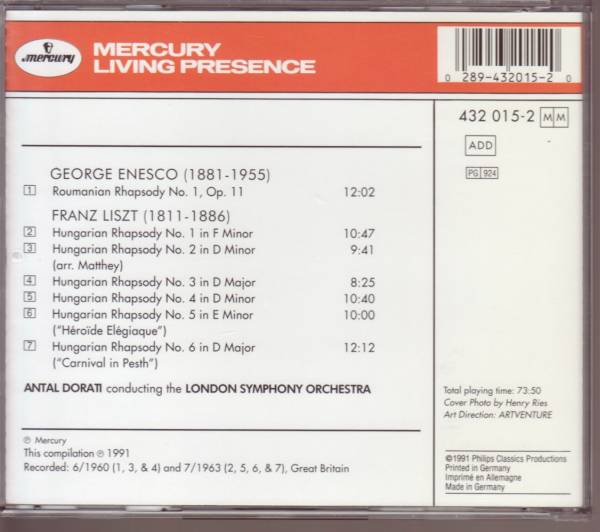 mercury
MERCURY
LIVING PRESENCE
0 289-432015-2 0
432 015-2 MM
ADD
PG 924
GEORGE ENESCO (1881-1955)
1 Roumanian Rhapsody No. 1, Op. 11 12:02
FRANZ LISZT (1811-1886)
2 Hungarian Rhapsody No. 1 in F Minor 10:47
3 Hungarian Rhapsody No. 2 in D Minor 9:41
(arr. Matthey)
4 Hungarian Rhapsody No. 3 in D Major 8:25
5 Hungarian Rhapsody No. 4 in D Minor 10:40
6 Hungarian Rhapsody No. 5 in E Minor 10:00
("Héroïde Elégiaque")
7 Hungarian Rhapsody No. 6 in D Major 12:12
("Carnival in Pesth")
ANTAL DORATI conducting the LONDON SYMPHONY ORCHESTRA
℗ Mercury
This compilation ℗ 1991
Recorded: 6/1960 (1, 3, & 4) and 7/1963 (2, 5, 6, & 7), Great Britain
Total playing time: 73:50
Cover Photo by Henry Ries
Art Direction: ARTVENTURE
©1991 Philips Classics Productions
Printed in Germany
Imprimé en Allemagne
Made in Germany